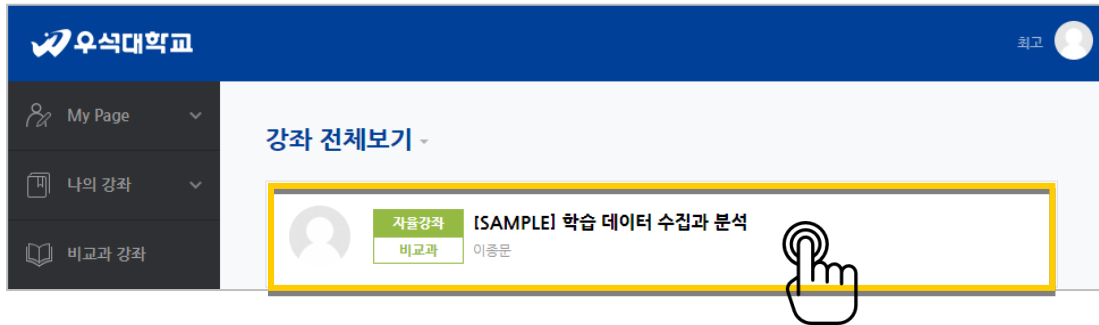 우석대학교
최고
My Page
나의 강좌
비교과 강좌
강좌 전체보기
자율강좌
[SAMPLE] 학습 데이터 수집과 분석
비교과
이종문